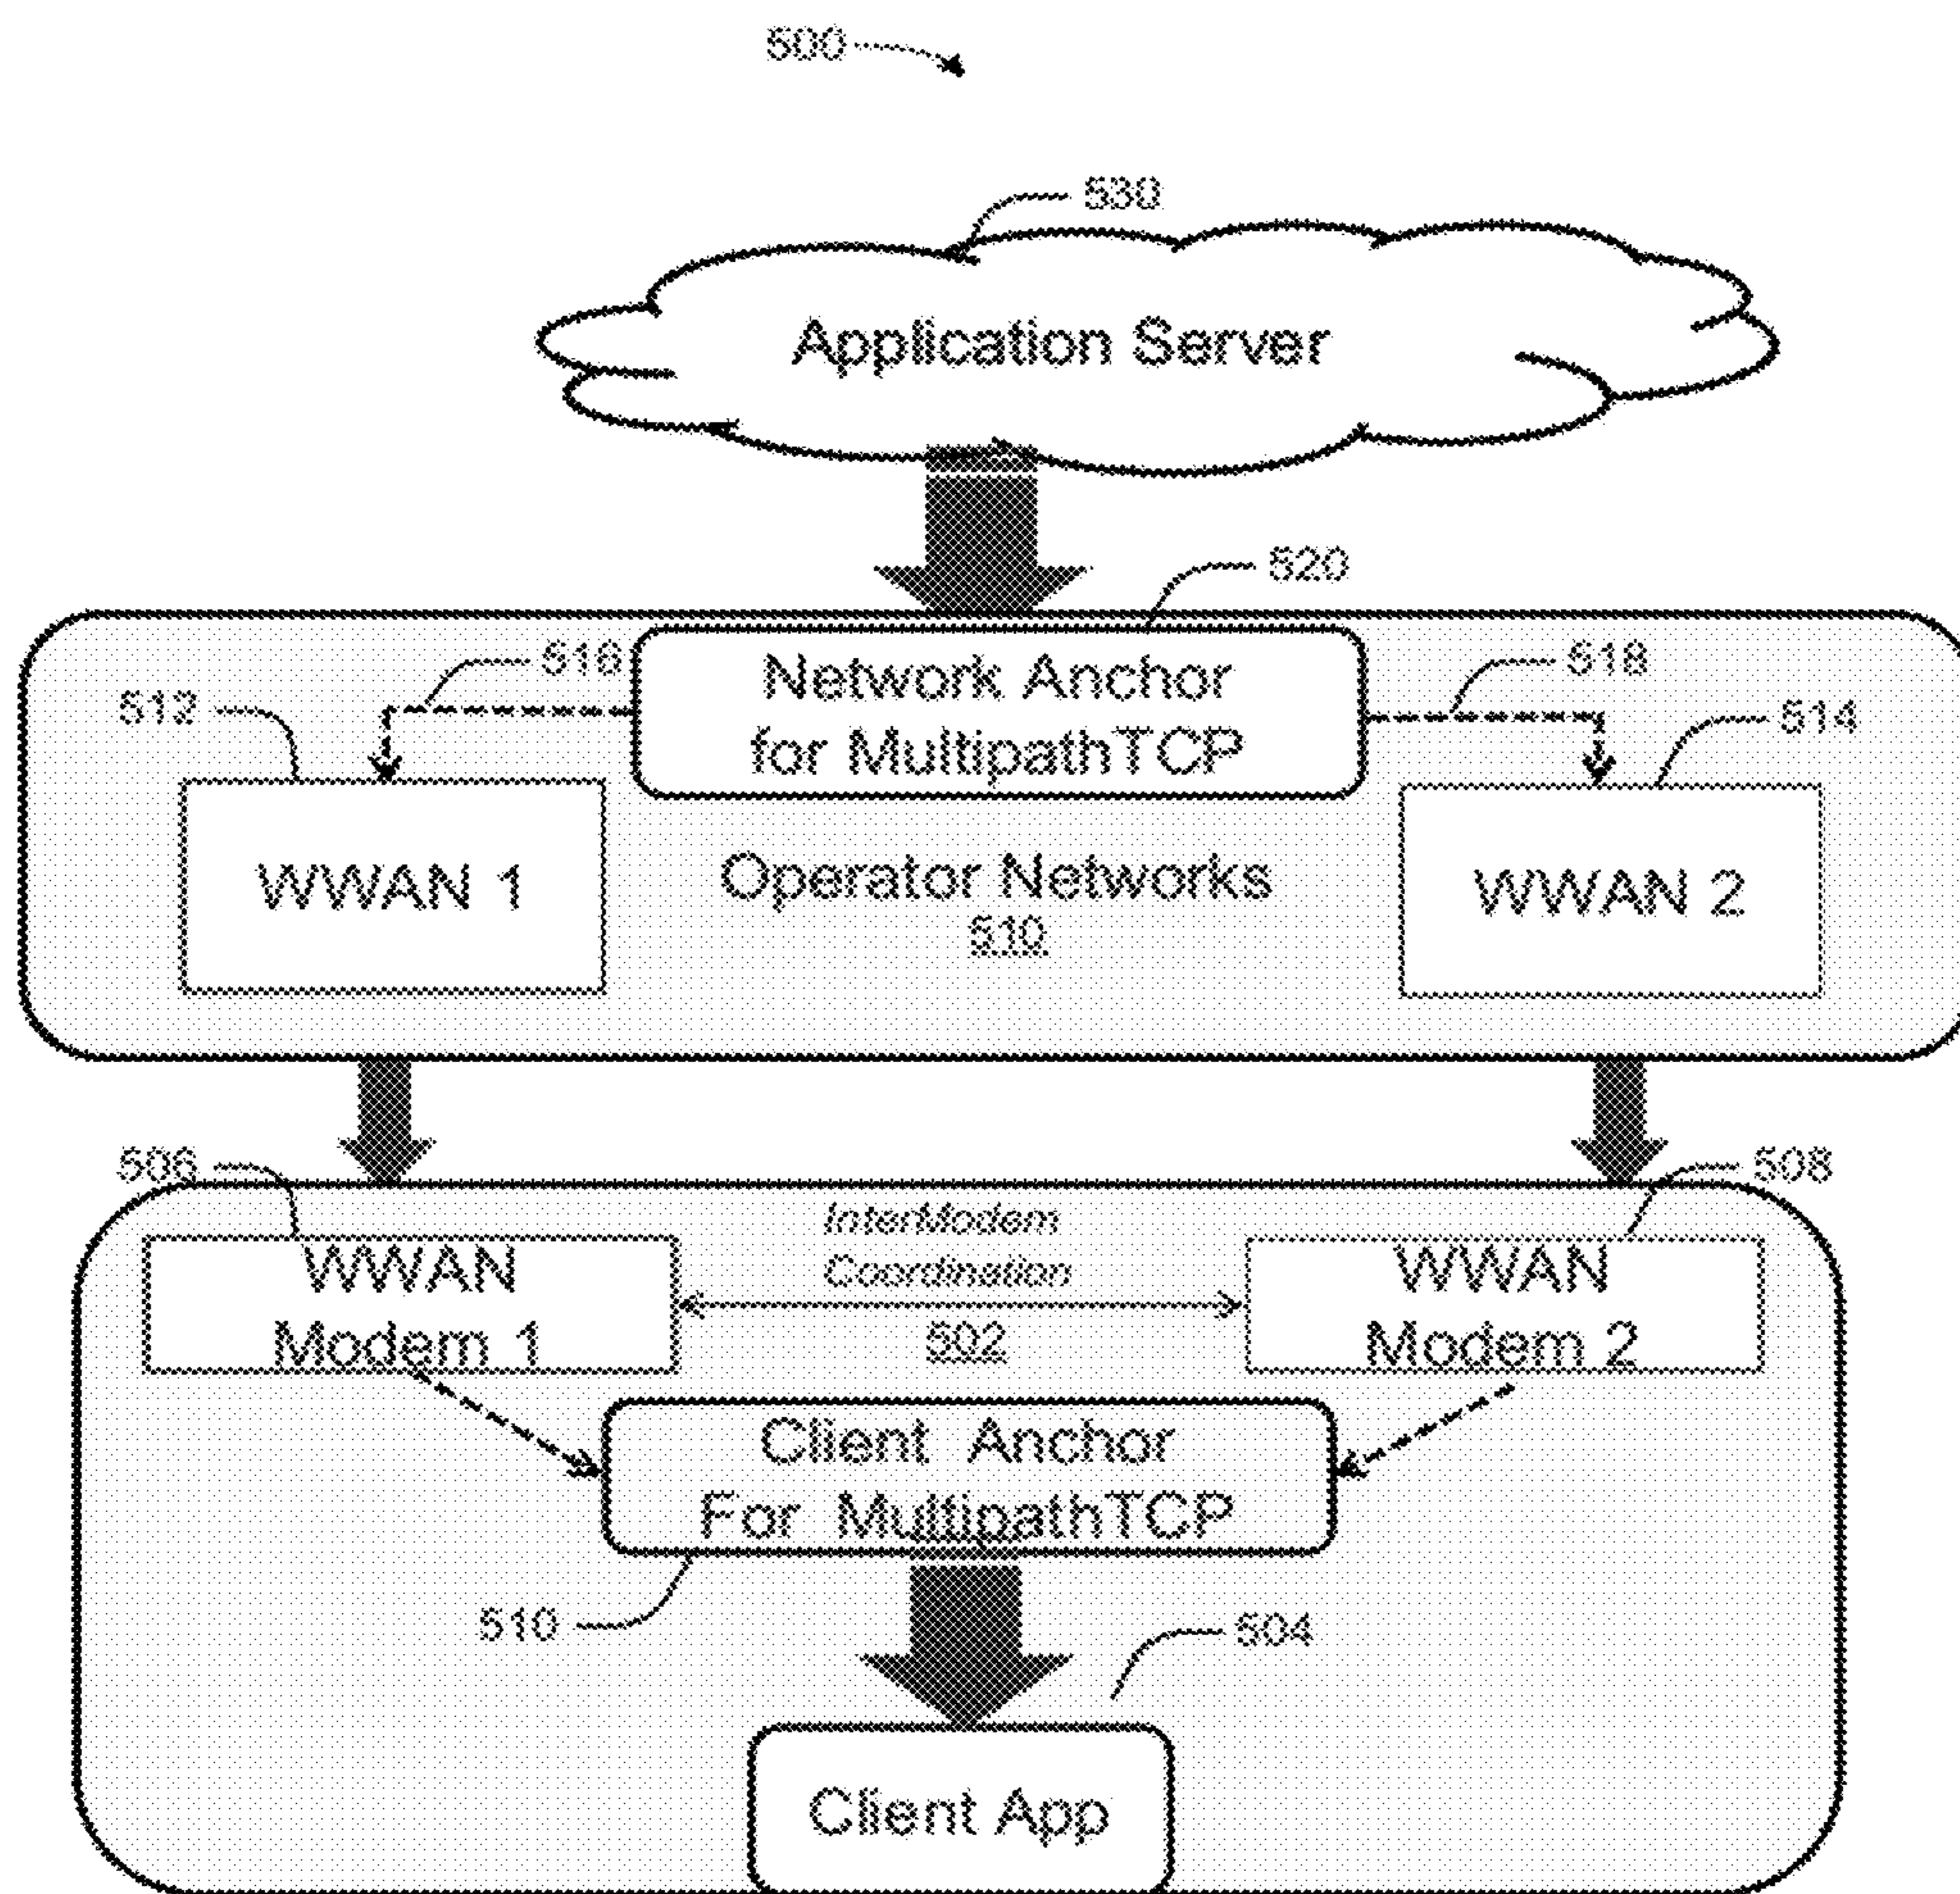 500
530
Application Server
520
516
Network Anchor
for MultipathTCP
518
512
514
WWAN 1
Operator Networks
510
WWAN 2
506
508
InterModem
Coordination
502
WWAN
Modem 1
WWAN
Modem 2
Client Anchor
For MultipathTCP
510
504
Client App